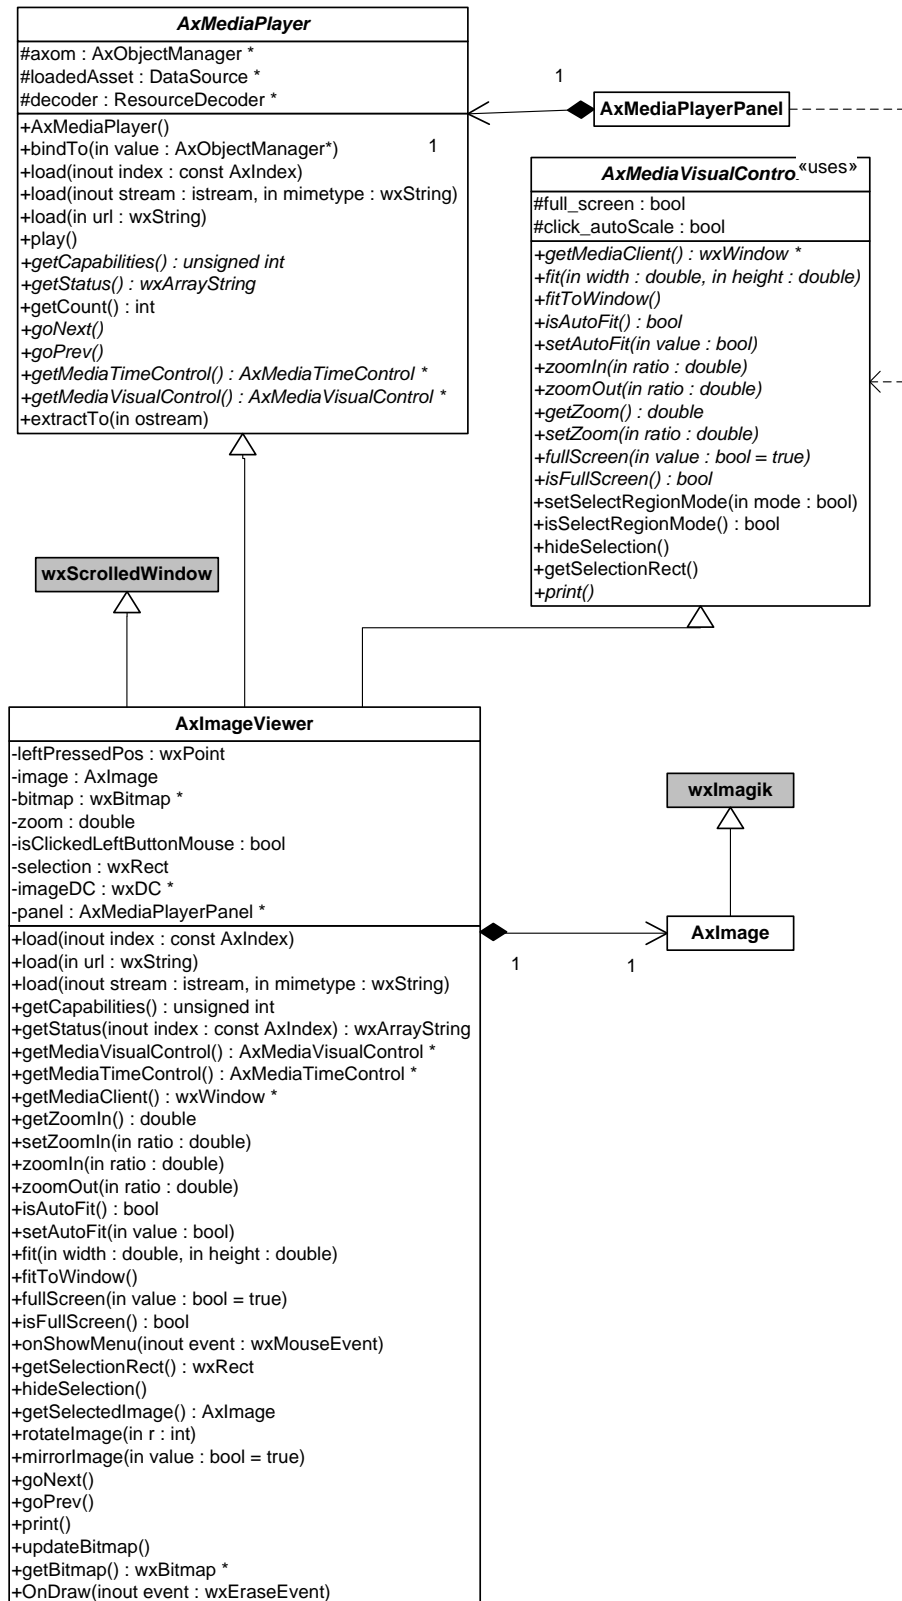 AxMediaPlayer
#axom : AxObjectManager *
#loadedAsset : DataSource *
#decoder : ResourceDecoder *
+AxMediaPlayer()
+bindTo(in value : AxObjectManager*)
+load(inout index : const AxIndex)
+load(inout stream : istream, in mimetype : wxString)
+load(in url : wxString)
+play()
+getCapabilities() : unsigned int
+getStatus() : wxArrayString
+getCount() : int
+goNext()
+goPrev()
+getMediaTimeControl() : AxMediaTimeControl *
+getMediaVisualControl() : AxMediaVisualControl *
+extractTo(in ostream)
1
1
AxMediaPlayerPanel
«uses»
AxMediaVisualControl
#full_screen : bool
#click_autoScale : bool
+getMediaClient() : wxWindow *
+fit(in width : double, in height : double)
+fitToWindow()
+isAutoFit() : bool
+setAutoFit(in value : bool)
+zoomIn(in ratio : double)
+zoomOut(in ratio : double)
+getZoom() : double
+setZoom(in ratio : double)
+fullScreen(in value : bool = true)
+isFullScreen() : bool
+setSelectRegionMode(in mode : bool)
+isSelectRegionMode() : bool
+hideSelection()
+getSelectionRect()
+print()
wxScrolledWindow
AxImageViewer
-leftPressedPos : wxPoint
-image : AxImage
-bitmap : wxBitmap *
-zoom : double
-isClickedLeftButtonMouse : bool
-selection : wxRect
-imageDC : wxDC *
-panel : AxMediaPlayerPanel *
+load(inout index : const AxIndex)
+load(in url : wxString)
+load(inout stream : istream, in mimetype : wxString)
+getCapabilities() : unsigned int
+getStatus(inout index : const AxIndex) : wxArrayString
+getMediaVisualControl() : AxMediaVisualControl *
+getMediaTimeControl() : AxMediaTimeControl *
+getMediaClient() : wxWindow *
+getZoomIn() : double
+setZoomIn(in ratio : double)
+zoomIn(in ratio : double)
+zoomOut(in ratio : double)
+isAutoFit() : bool
+setAutoFit(in value : bool)
+fit(in width : double, in height : double)
+fitToWindow()
+fullScreen(in value : bool = true)
+isFullScreen() : bool
+onShowMenu(inout event : wxMouseEvent)
+getSelectionRect() : wxRect
+hideSelection()
+getSelectedImage() : AxImage
+rotateImage(in r : int)
+mirrorImage(in value : bool = true)
+goNext()
+goPrev()
+print()
+updateBitmap()
+getBitmap() : wxBitmap *
+OnDraw(inout event : wxEraseEvent)
wxImagik
AxImage
1
1